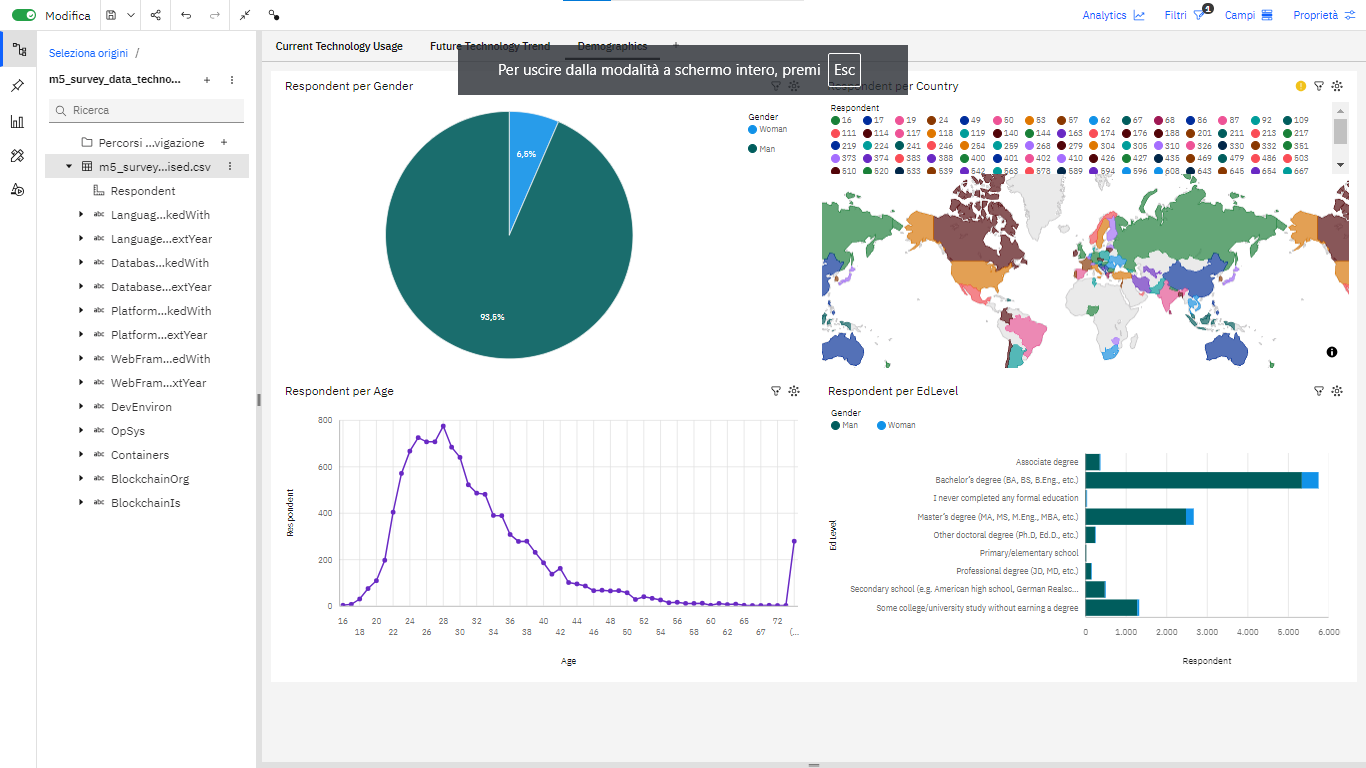 Modifica
Analytics
Filtri
1
Campi
Proprietà
Seleziona origini /
m5_survey_data_techno...
Ricerca
Percorsi ...vigazione
m5_survey...ised.csv
Respondent
Languag...kedWith
Language...extYear
Databas...kedWith
Database...extYear
Platform...kedWith
Platform...extYear
WebFram...edWith
WebFram...xtYear
DevEnviron
OpSys
Containers
BlockchainOrg
BlockchainIs
Current Technology Usage
Future Technology Trend
Demographics
Per uscire dalla modalità a schermo intero, premi Esc
Respondent per Gender
Gender
Woman
Man
6,5%
93,5%
Respondent per Country
Respondent
16 17 19 24 49 50 53 57 62 67 68 86 87 92 109
111 114 117 118 119 140 144 163 174 176 188 201 211 213 217
219 224 241 246 254 259 268 279 304 305 310 326 326 332 351
373 374 383 388 400 401 402 410 426 427 435 469 479 486 503
510 520 533 539 542 563 578 589 594 596 608 643 645 654 667
Respondent per Age
Respondent
800
600
400
200
0
16 20 24 28 32 36 40 44 48 52 56 60 65 72
18 22 26 30 34 38 42 46 50 54 58 62 67 (...
Age
Respondent per EdLevel
Gender
Man Woman
EdLevel
Associate degree
Bachelor's degree (BA, BS, B.Eng., etc.)
I never completed any formal education
Master's degree (MA, MS, M.Eng., MBA, etc.)
Other doctoral degree (Ph.D, Ed.D., etc.)
Primary/elementary school
Professional degree (JD, MD, etc.)
Secondary school (e.g. American high school, German Realsc...
Some college/university study without earning a degree
0 1.000 2.000 3.000 4.000 5.000 6.000
Respondent